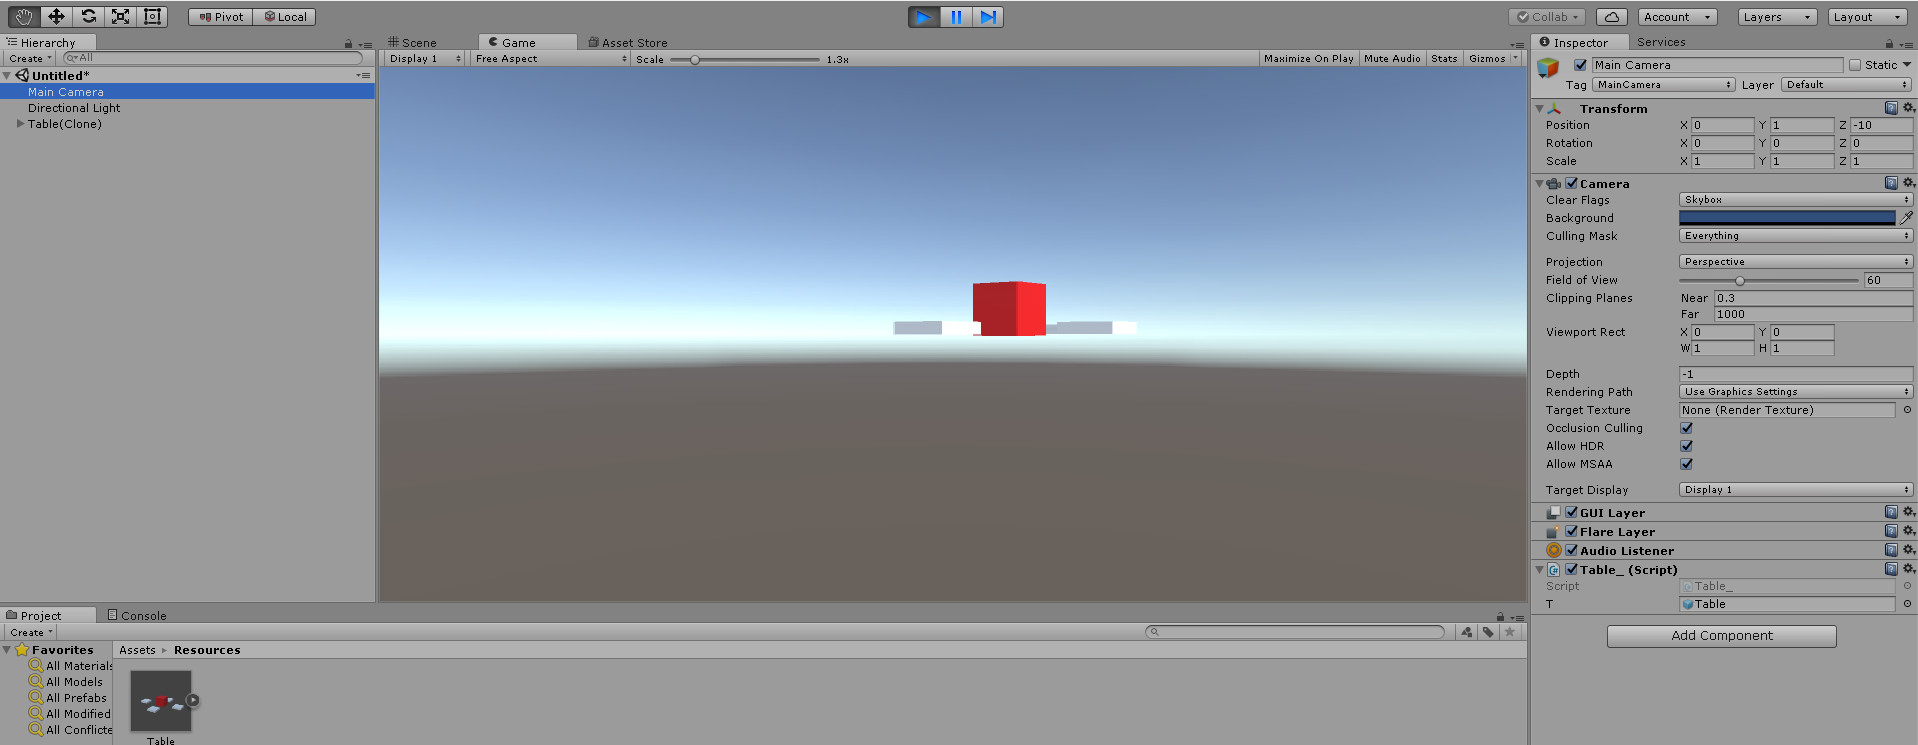 Pivot Local Collab Account Layers Layout
Hierarchy
Create All
Untitled*
Main Camera
Directional Light
Table(Clone)
Scene Game Asset Store
Display 1 Free Aspect Scale 1.3x Maximize On Play Mute Audio Stats Gizmos
Inspector Services
Main Camera Static
Tag MainCamera Layer Default
Transform
Position X 0 Y 1 Z -10
Rotation X 0 Y 0 Z 0
Scale X 1 Y 1 Z 1
Camera
Clear Flags Skybox
Background
Culling Mask Everything
Projection Perspective
Field of View 60
Clipping Planes Near 0.3
Far 1000
Viewport Rect X 0 Y 0
W 1 H 1
Depth -1
Rendering Path Use Graphics Settings
Target Texture None (Render Texture)
Occlusion Culling
Allow HDR
Allow MSAA
Target Display Display 1
GUI Layer
Flare Layer
Audio Listener
Table_ (Script)
Script Table_
T Table
Add Component
Project Console
Create
Favorites
All Materials
All Models
All Prefabs
All Modified
All Conflicte
Assets Resources
Table